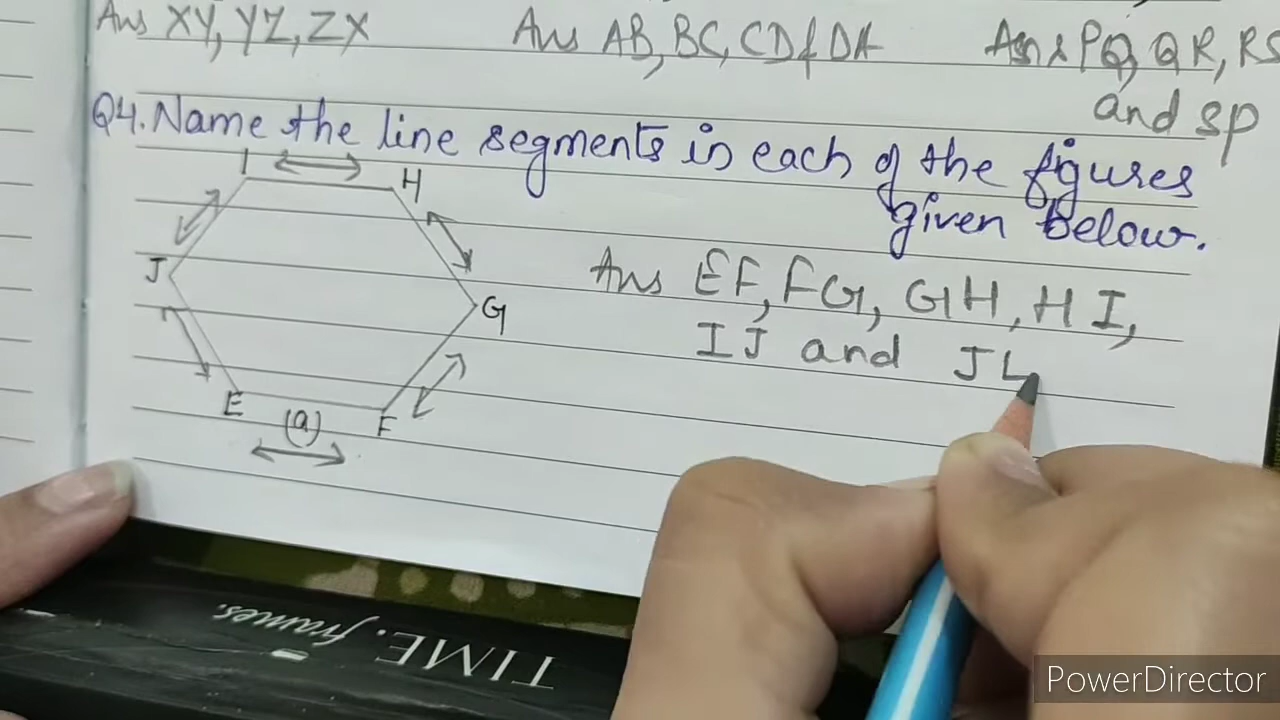 Ans XY, YZ, ZX
Ans AB, BC, CD & DA
Ans PQ, QR, RS
and SP
Q4. Name the line segments in each of the figures
given below.
I
H
J
G
E
F
(a)
Ans EF, FG, GH, HI,
IJ and J
TIME. frames.
PowerDirector